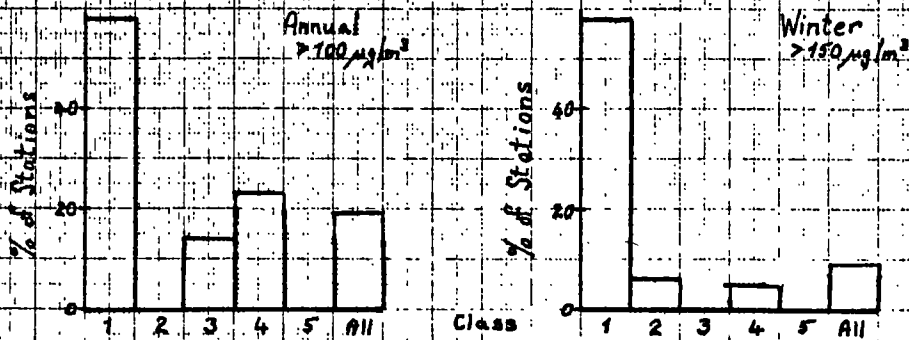 Annual
>100 µg/m³
% of Stations
40
20
0
1 2 3 4 5 All
Class
Winter
>150 µg/m³
% of Stations
40
20
0
1 2 3 4 5 All